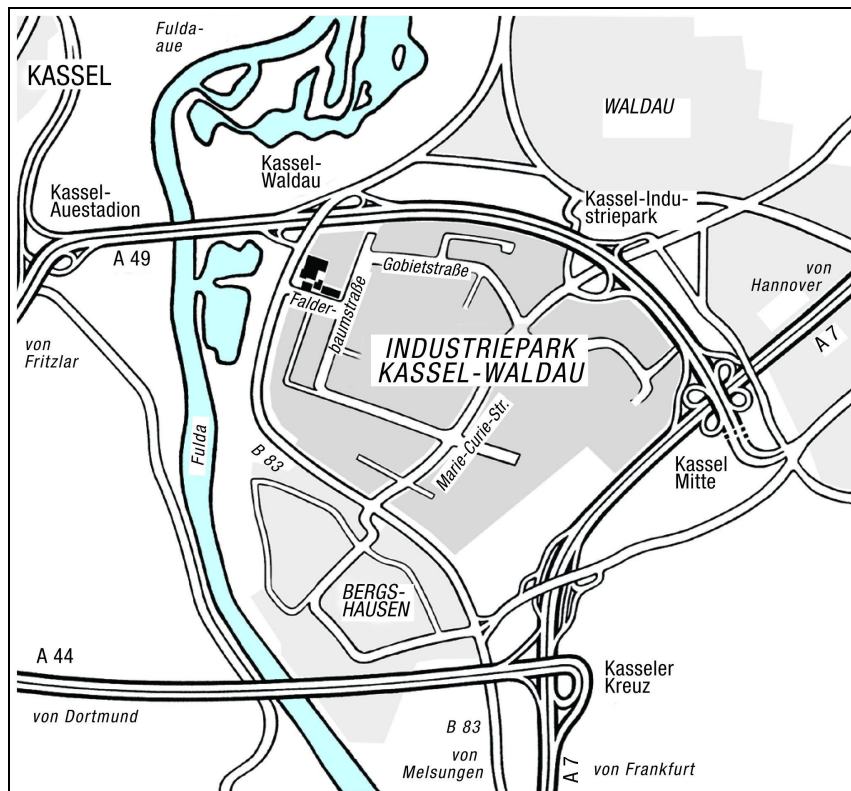 Fulda-
aue
KASSEL
WALDAU
Kassel-
Waldau
Kassel-
Auestadion
Kassel-Indu-
striepark
A 49
Gobietstraße
von
Hannover
Falder-
baumstraße
A 7
von
Fritzlar
INDUSTRIEPARK
KASSEL-WALDAU
Marie-Curie-Str.
Fulda
B 83
Kassel
Mitte
BERGS-
HAUSEN
A 44
Kasseler
Kreuz
von Dortmund
B 83
von
Melsungen
A 7
von Frankfurt